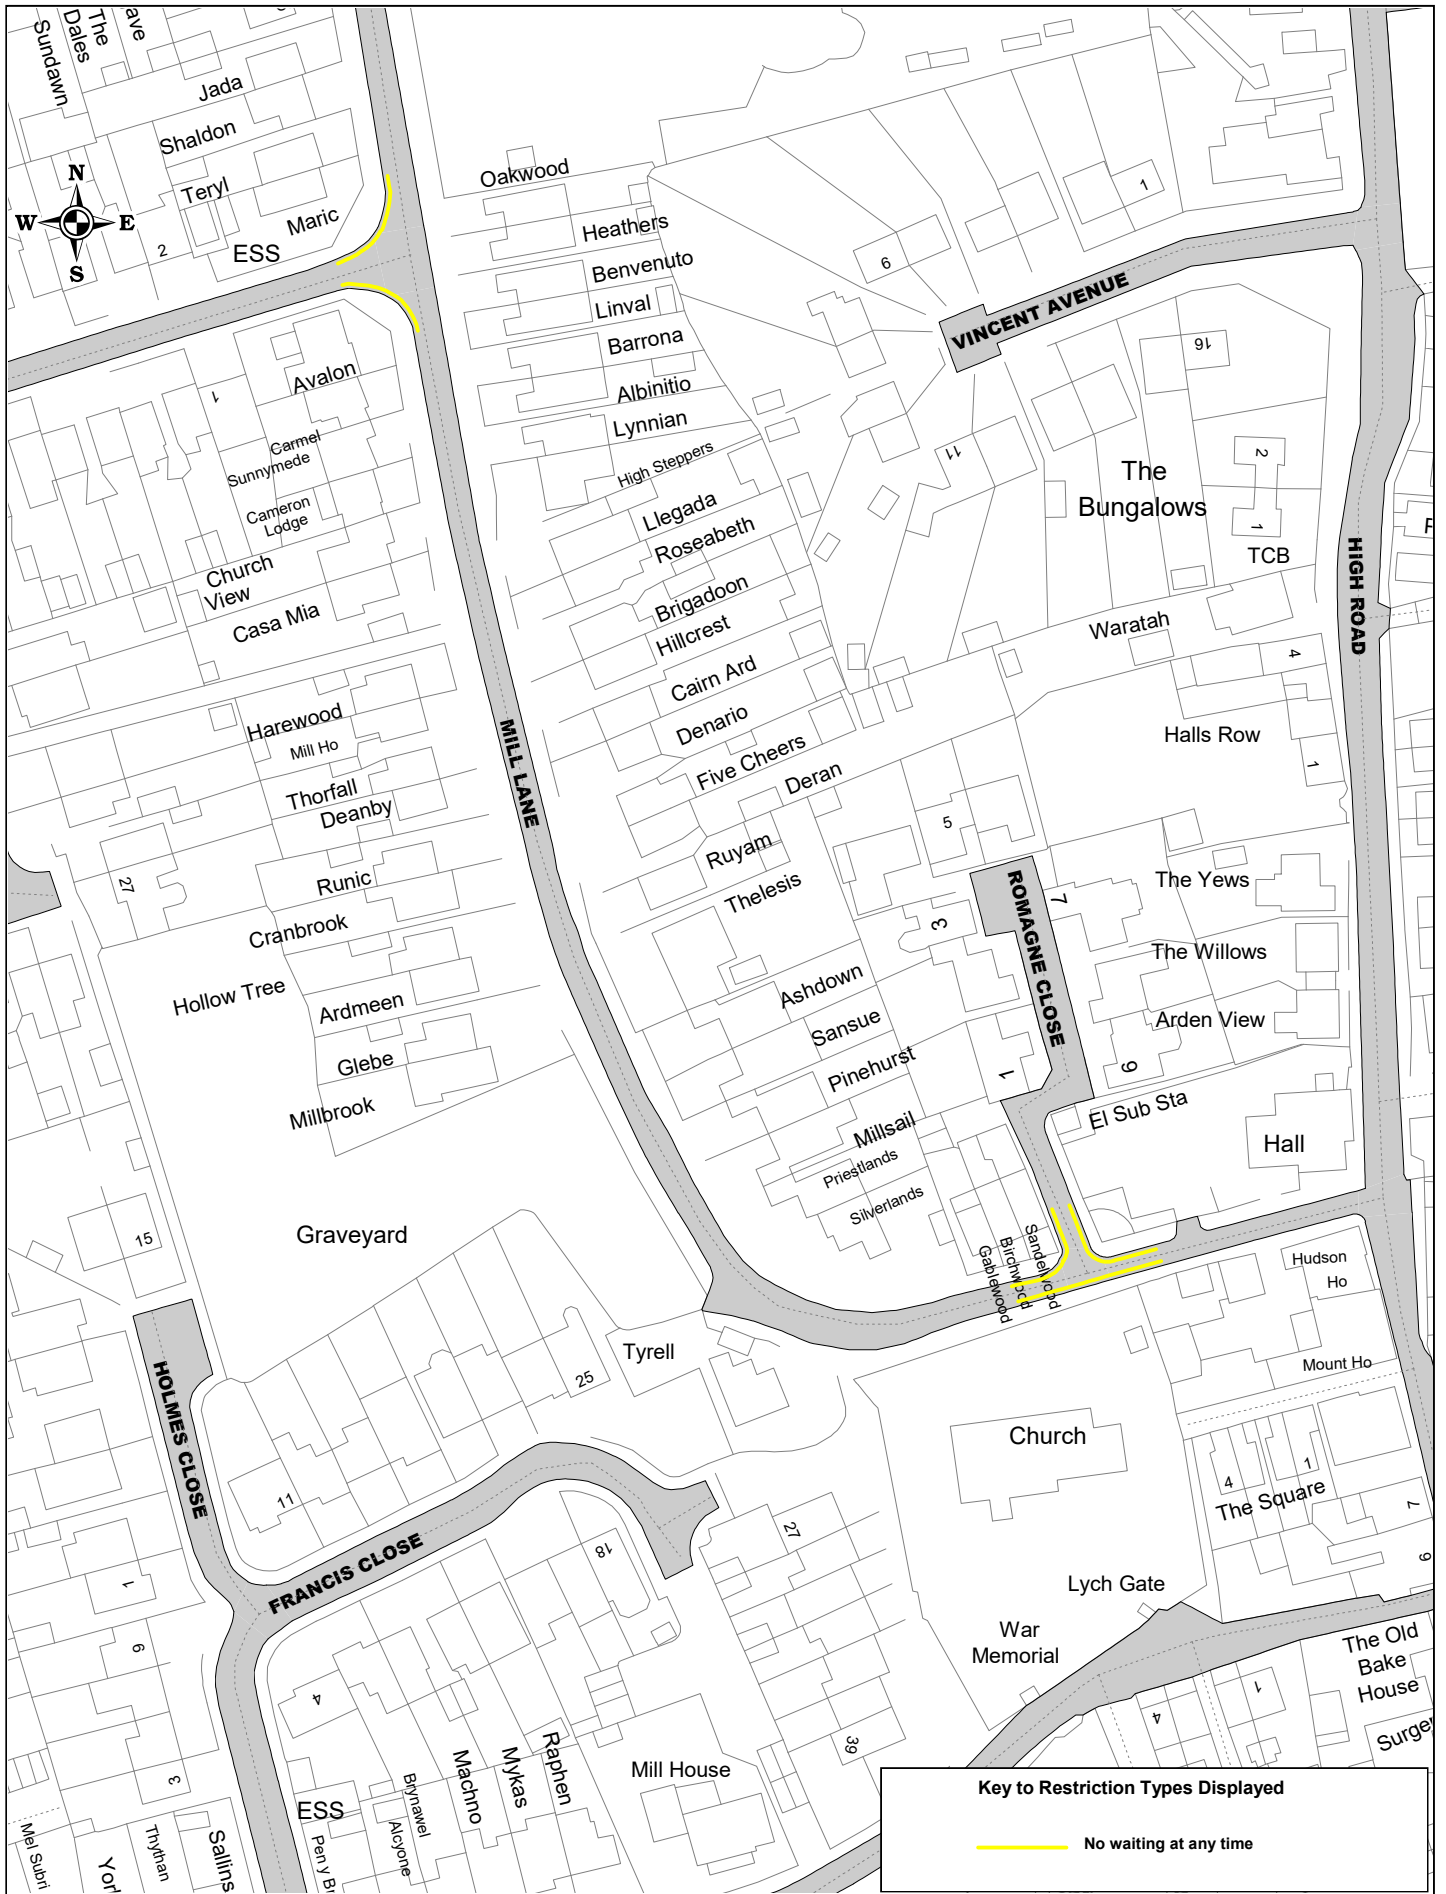 Sundawn
The
Dales
ave
Jada
Shaldon
Teryl
Maric
ESS
2
N
W
E
S
Oakwood
Heathers
Benvenuto
Linval
Barrona
Albinitio
Lynnian
High Steppers
Llegada
Roseabeth
Brigadoon
Hillcrest
Cairn Ard
Denario
Five Cheers
Deran
Ruyam
Thelesis
Ashdown
Sansue
Pinehurst
Millsail
Priestlands
Silverlands
Gablewood
Birchwood
Sandelwood
1
6
VINCENT AVENUE
16
11
The
Bungalows
2
1
TCB
HIGH ROAD
Waratah
4
Halls Row
1
Avalon
1
Carmel
Sunnymede
Cameron
Lodge
Church
View
Casa Mia
Harewood
Mill Ho
Thorfall
Deanby
Runic
Cranbrook
Hollow Tree
Ardmeen
Glebe
Millbrook
27
MILL LANE
5
3
ROMAGNE CLOSE
7
The Yews
The Willows
Arden View
1
6
El Sub Sta
Hall
Graveyard
15
Hudson
Ho
Mount Ho
Tyrell
25
Church
HOLMES CLOSE
11
FRANCIS CLOSE
18
27
4
1
The Square
7
6
Lych Gate
War
Memorial
The Old
Bake
House
Surger
1
4
1
6
3
4
39
Mill House
ESS
Pen y Br
Brynawel
Alcyone
Machno
Mykas
Raphen
Mel Subri
Yor
Thythan
Sallins
Key to Restriction Types Displayed
No waiting at any time